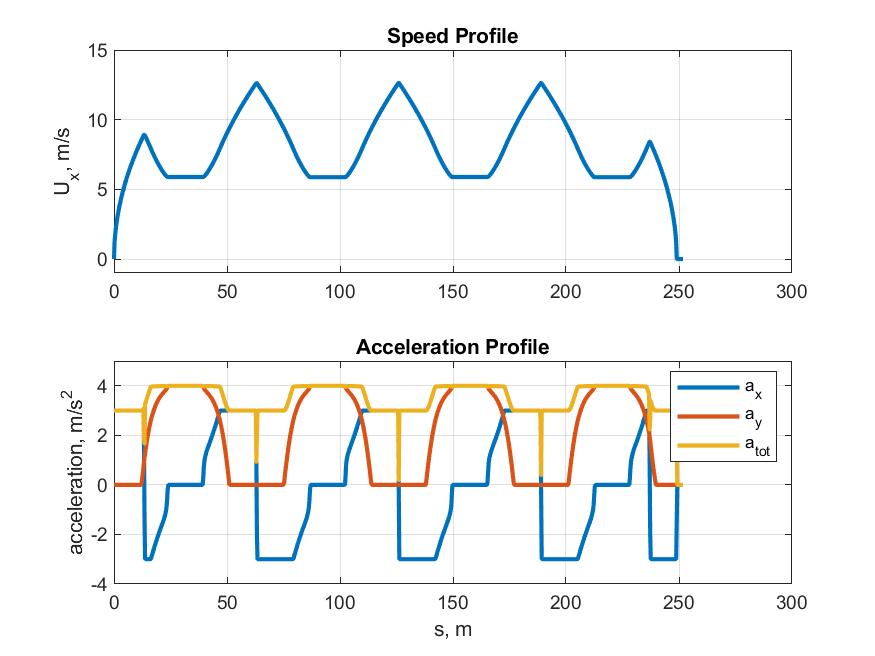 Speed Profile
15
10
5
0
U_x, m/s
0 50 100 150 200 250 300
Acceleration Profile
4
2
0
-2
-4
acceleration, m/s^2
a_x
a_y
a_tot
0 50 100 150 200 250 300
s, m